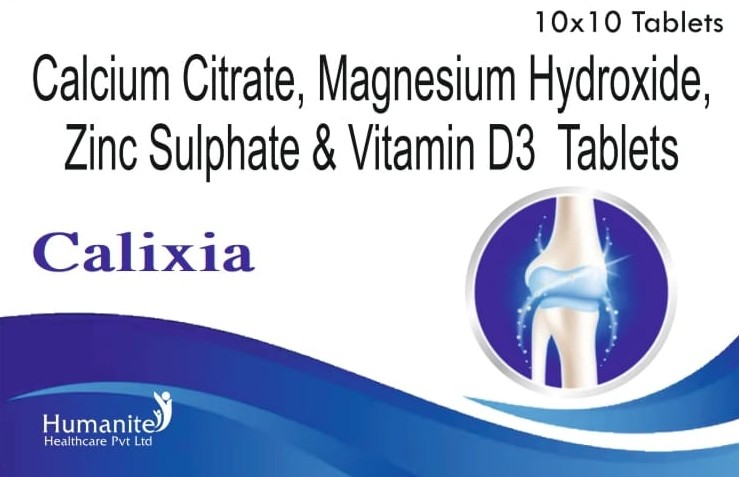 10x10 Tablets
Calcium Citrate, Magnesium Hydroxide,
Zinc Sulphate & Vitamin D3 Tablets
Calixia
Humanite
Healthcare Pvt Ltd